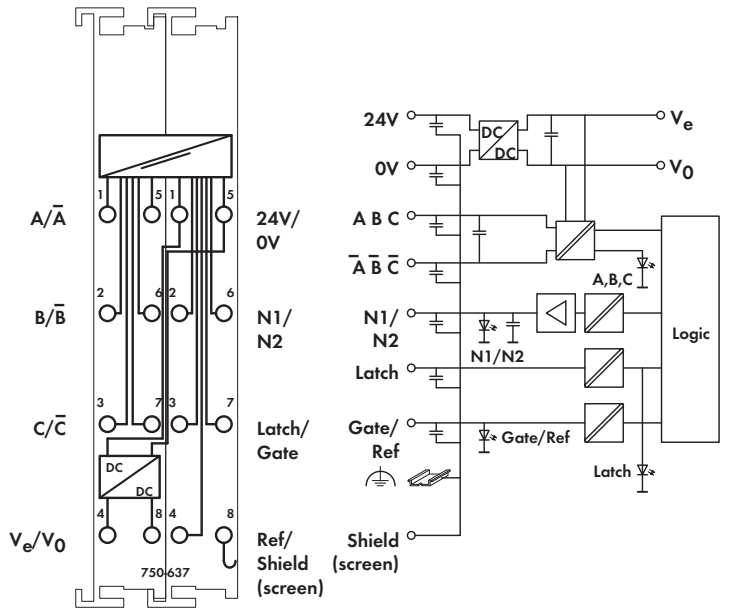 1 5 1 5
A/A̅
24V/
0V
2 6 2 6
B/B̅
N1/
N2
3 7 3 7
C/C̅
Latch/
Gate
DC
DC
4 8 4 8
Ve/V0
Ref/
Shield
(screen)
750-637
24V
DC
DC
Ve
0V
V0
A B C
A̅ B̅ C̅
A,B,C
N1/
N2
N1/N2
Logic
Latch
Gate/
Ref
Gate/Ref
Latch
Shield
(screen)